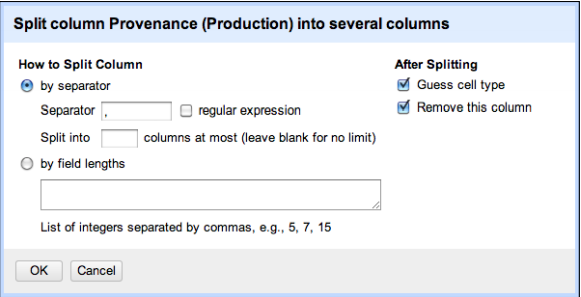 Split column Provenance (Production) into several columns
How to Split Column
by separator
Separator , regular expression
Split into columns at most (leave blank for no limit)
by field lengths
List of integers separated by commas, e.g., 5, 7, 15
After Splitting
Guess cell type
Remove this column
OK Cancel